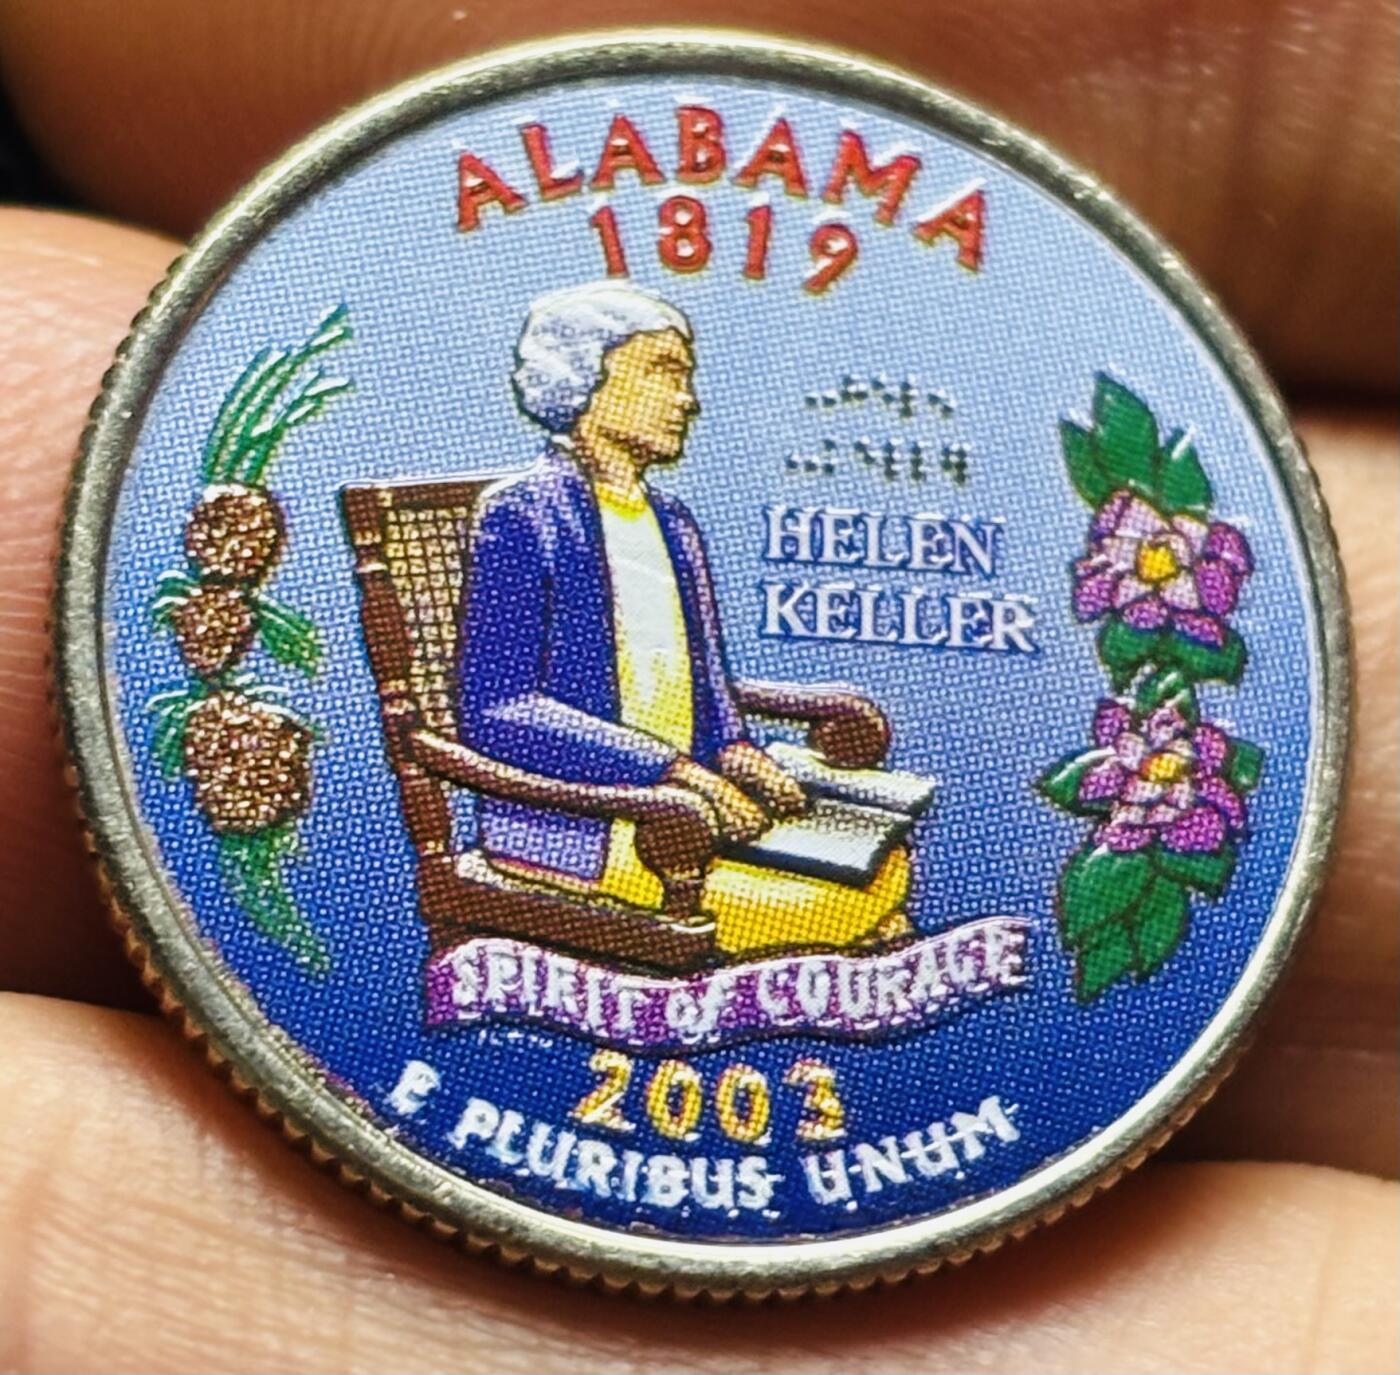 ALABAMA
1819
HELEN
KELLER
SPIRIT of COURAGE
2003
E PLURIBUS UNUM